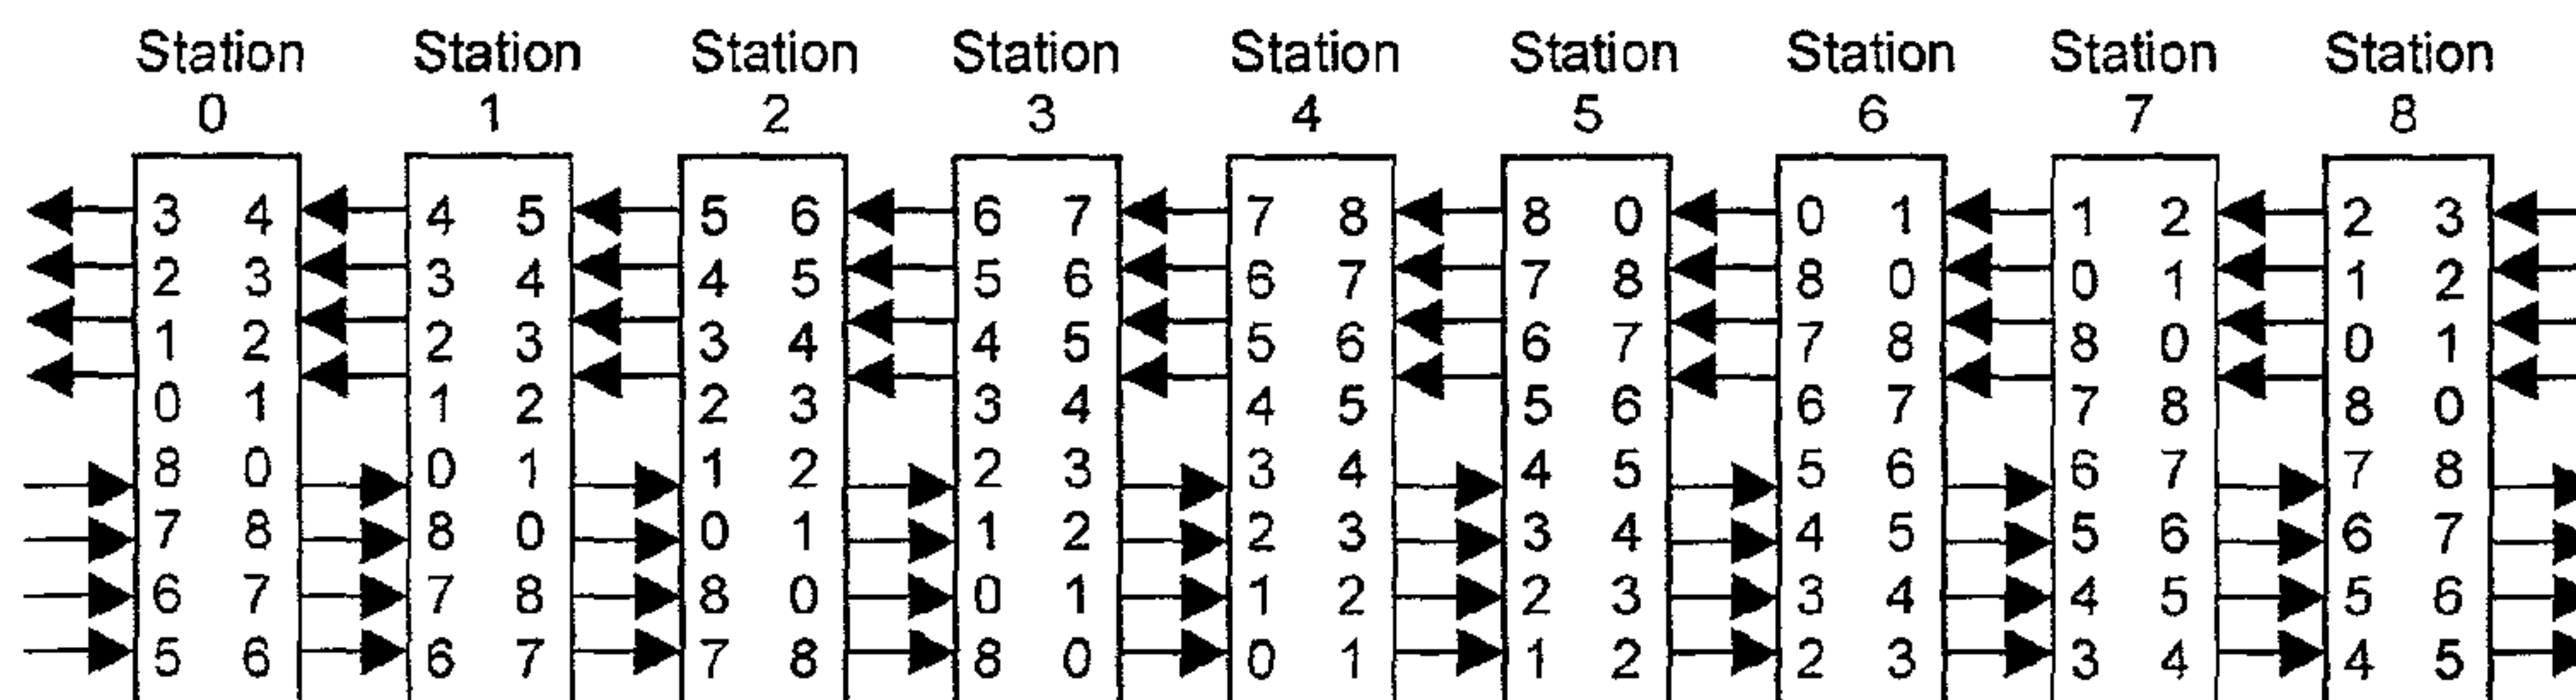 Station Station Station Station Station Station Station Station Station
0 1 2 3 4 5 6 7 8
3 4 4 5 5 6 6 7 7 8 8 0 0 1 1 2 2 3
2 3 3 4 4 5 5 6 6 7 7 8 8 0 0 1 1 2
1 2 2 3 3 4 4 5 5 6 6 7 7 8 8 0 0 1
0 1 1 2 2 3 3 4 4 5 5 6 6 7 7 8 8 0
8 0 0 1 1 2 2 3 3 4 4 5 5 6 6 7 7 8
7 8 8 0 0 1 1 2 2 3 3 4 4 5 5 6 6 7
6 7 7 8 8 0 0 1 1 2 2 3 3 4 4 5 5 6
5 6 6 7 7 8 8 0 0 1 1 2 2 3 3 4 4 5